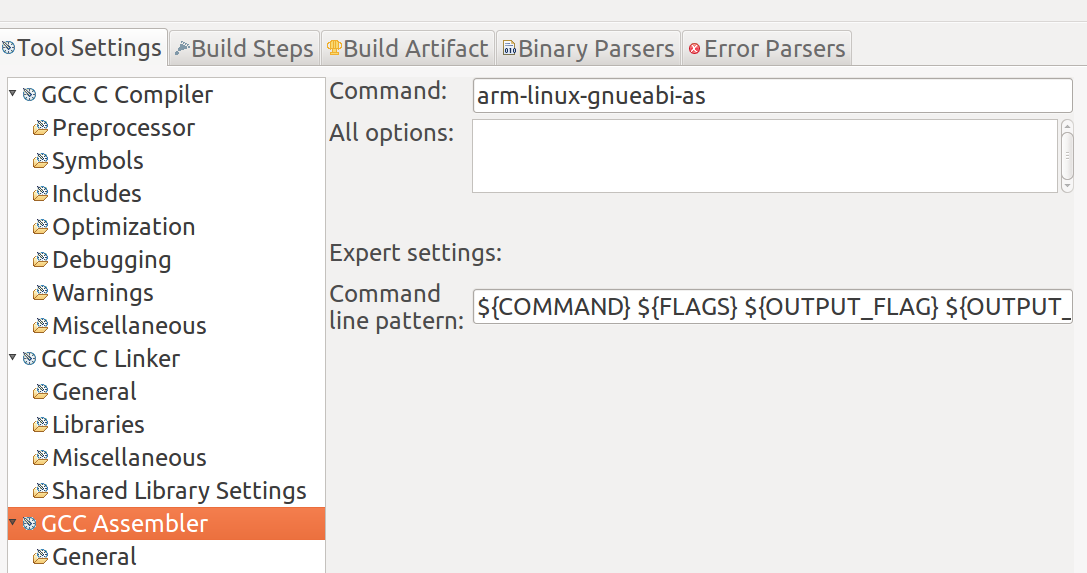 Tool Settings Build Steps Build Artifact Binary Parsers Error Parsers
GCC C Compiler
Preprocessor
Symbols
Includes
Optimization
Debugging
Warnings
Miscellaneous
GCC C Linker
General
Libraries
Miscellaneous
Shared Library Settings
GCC Assembler
General
Command: arm-linux-gnueabi-as
All options:
Expert settings:
Command
line pattern: ${COMMAND} ${FLAGS} ${OUTPUT_FLAG} ${OUTPUT_